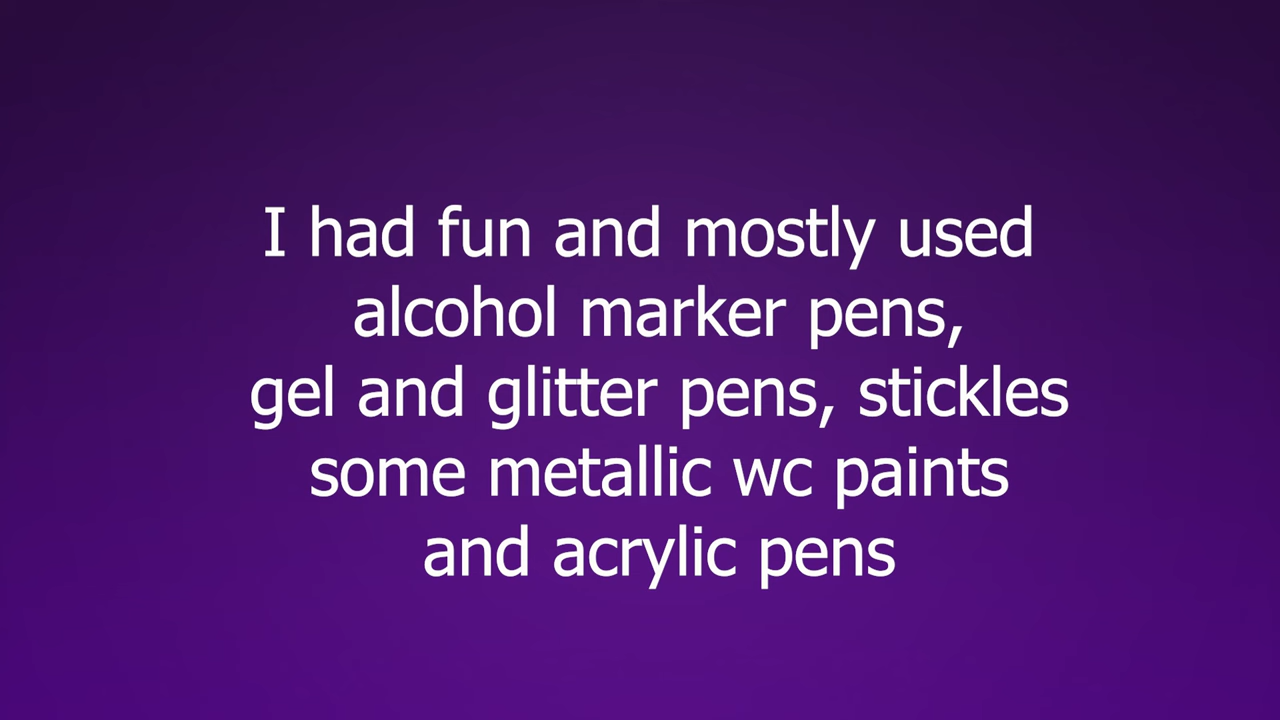 I had fun and mostly used
alcohol marker pens,
gel and glitter pens, stickles
some metallic wc paints
and acrylic pens